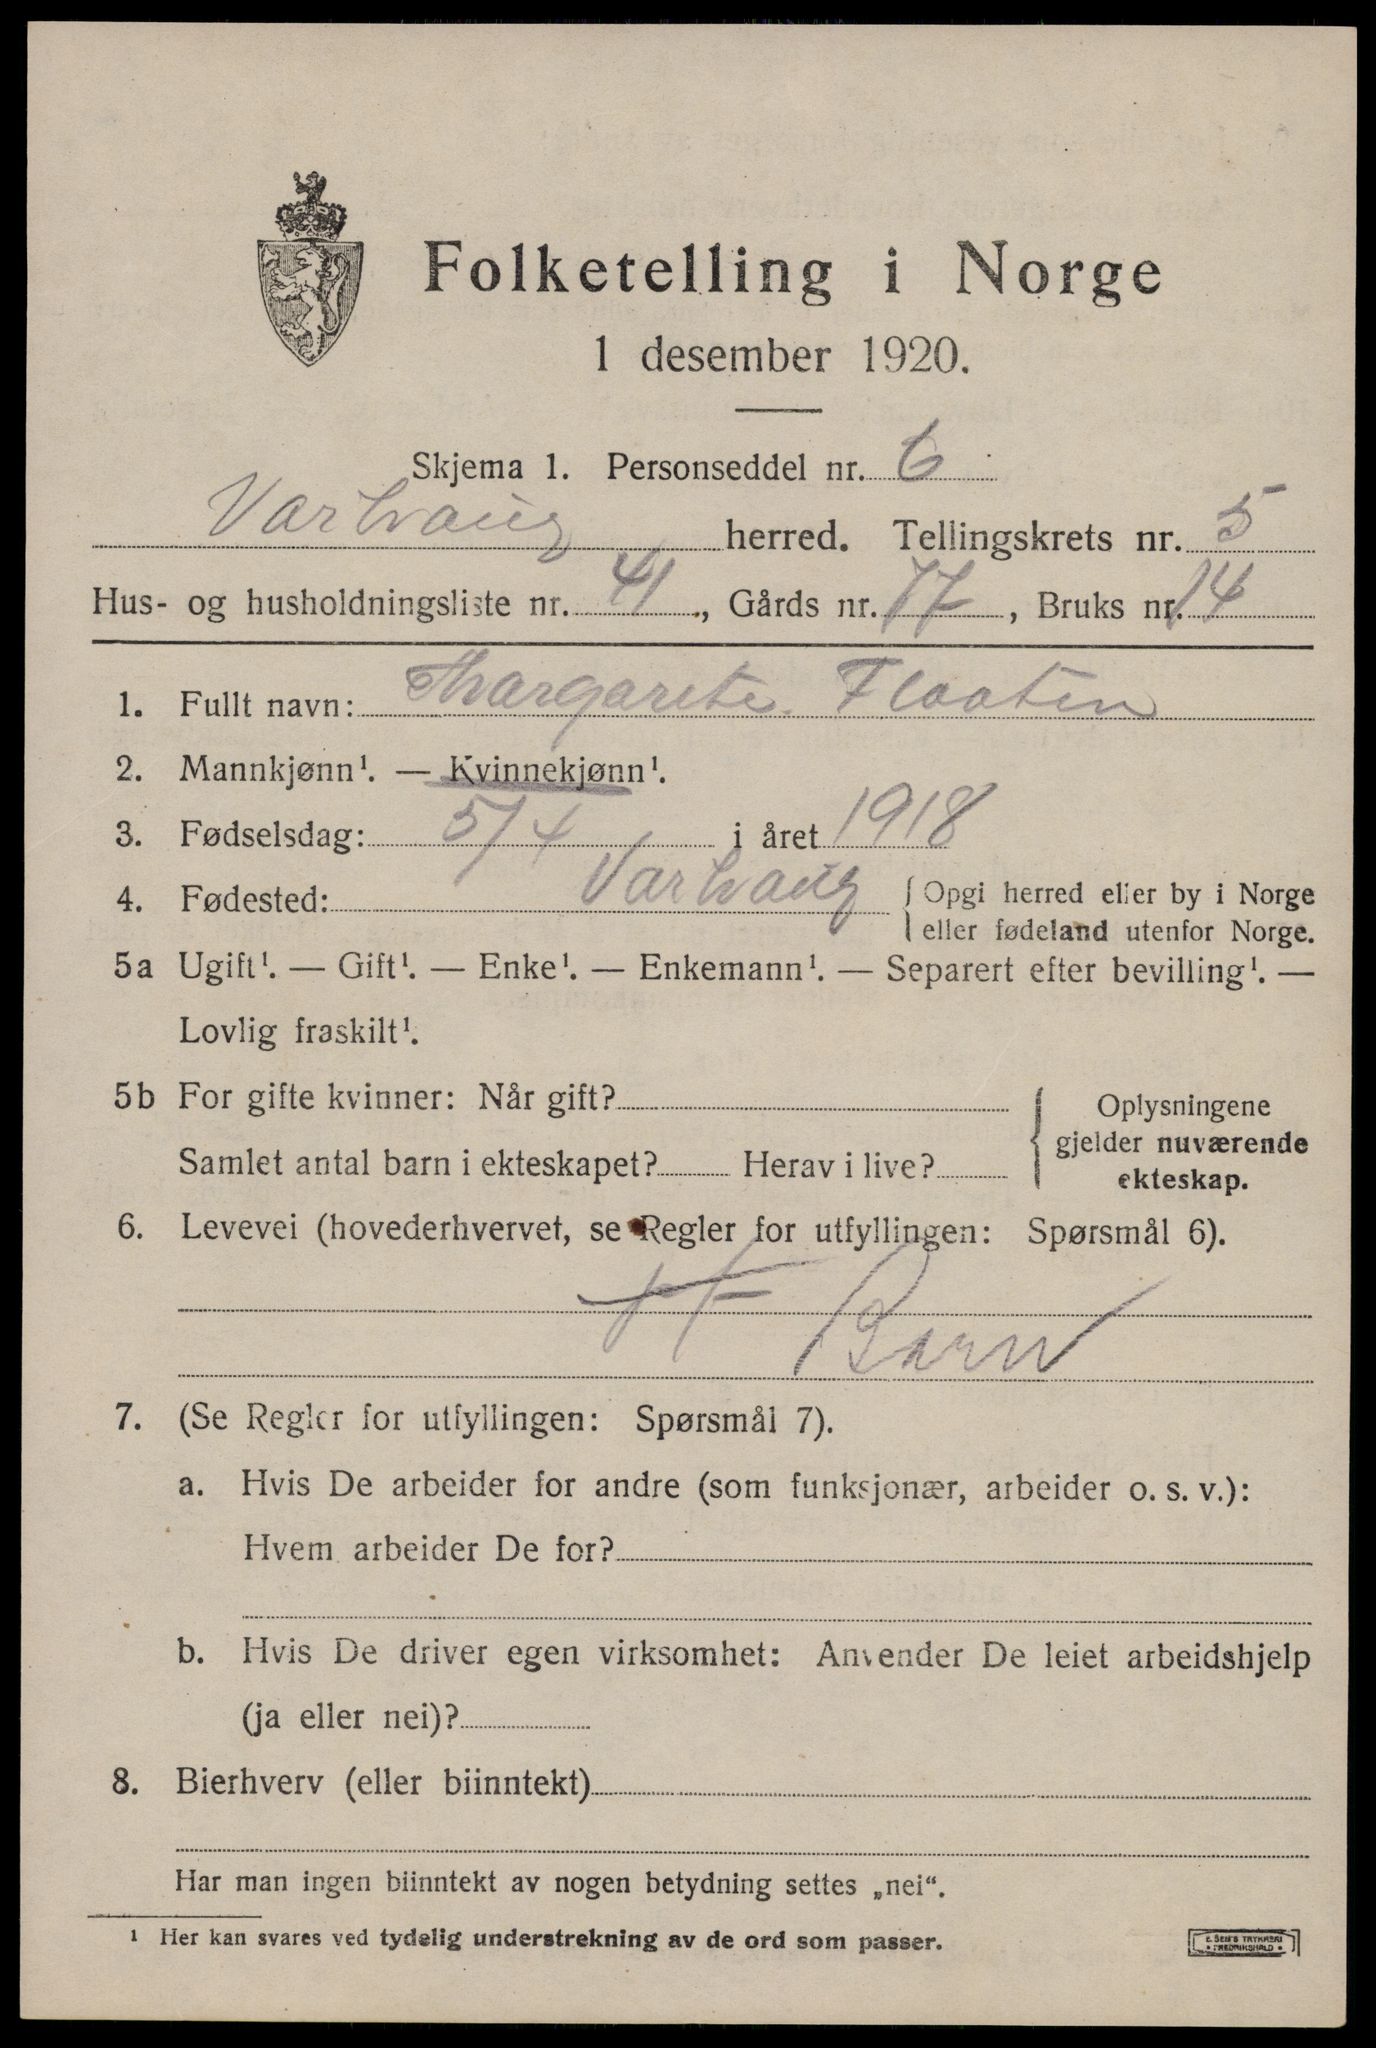 Folketelling i Norge
1 desember 1920.
Skjema 1. Personseddel nr. 6
Varhaug herred. Tellingskrets nr. 5
Hus- og husholdningsliste nr. 41, Gårds nr. 77, Bruks nr. 14
1. Fullt navn: Margarete Flaaten
2. Mannkjønn¹. — Kvinnekjønn¹.
3. Fødselsdag: 5/4 i året 1918
4. Fødested: Varhaug { Opgi herred eller by i Norge
eller fødeland utenfor Norge.
5a Ugift¹. — Gift¹. — Enke¹. — Enkemann¹. — Separert efter bevilling¹. —
Lovlig fraskilt¹.
5b For gifte kvinner: Når gift?
Samlet antal barn i ekteskapet? Herav i live?
Oplysningene
gjelder nuværende
ekteskap.
6. Levevei (hovederhvervet, se Regler for utfyllingen: Spørsmål 6).
Barn
7. (Se Regler for utfyllingen: Spørsmål 7).
a. Hvis De arbeider for andre (som funksjonær, arbeider o. s. v.):
Hvem arbeider De for?
b. Hvis De driver egen virksomhet: Anvender De leiet arbeidshjelp
(ja eller nei)?
8. Bierhverv (eller biinntekt)
Har man ingen biinntekt av nogen betydning settes „nei“.
¹ Her kan svares ved tydelig understrekning av de ord som passer.
E. SEM'S TRYKKERI
• FREDRIKSHALD •